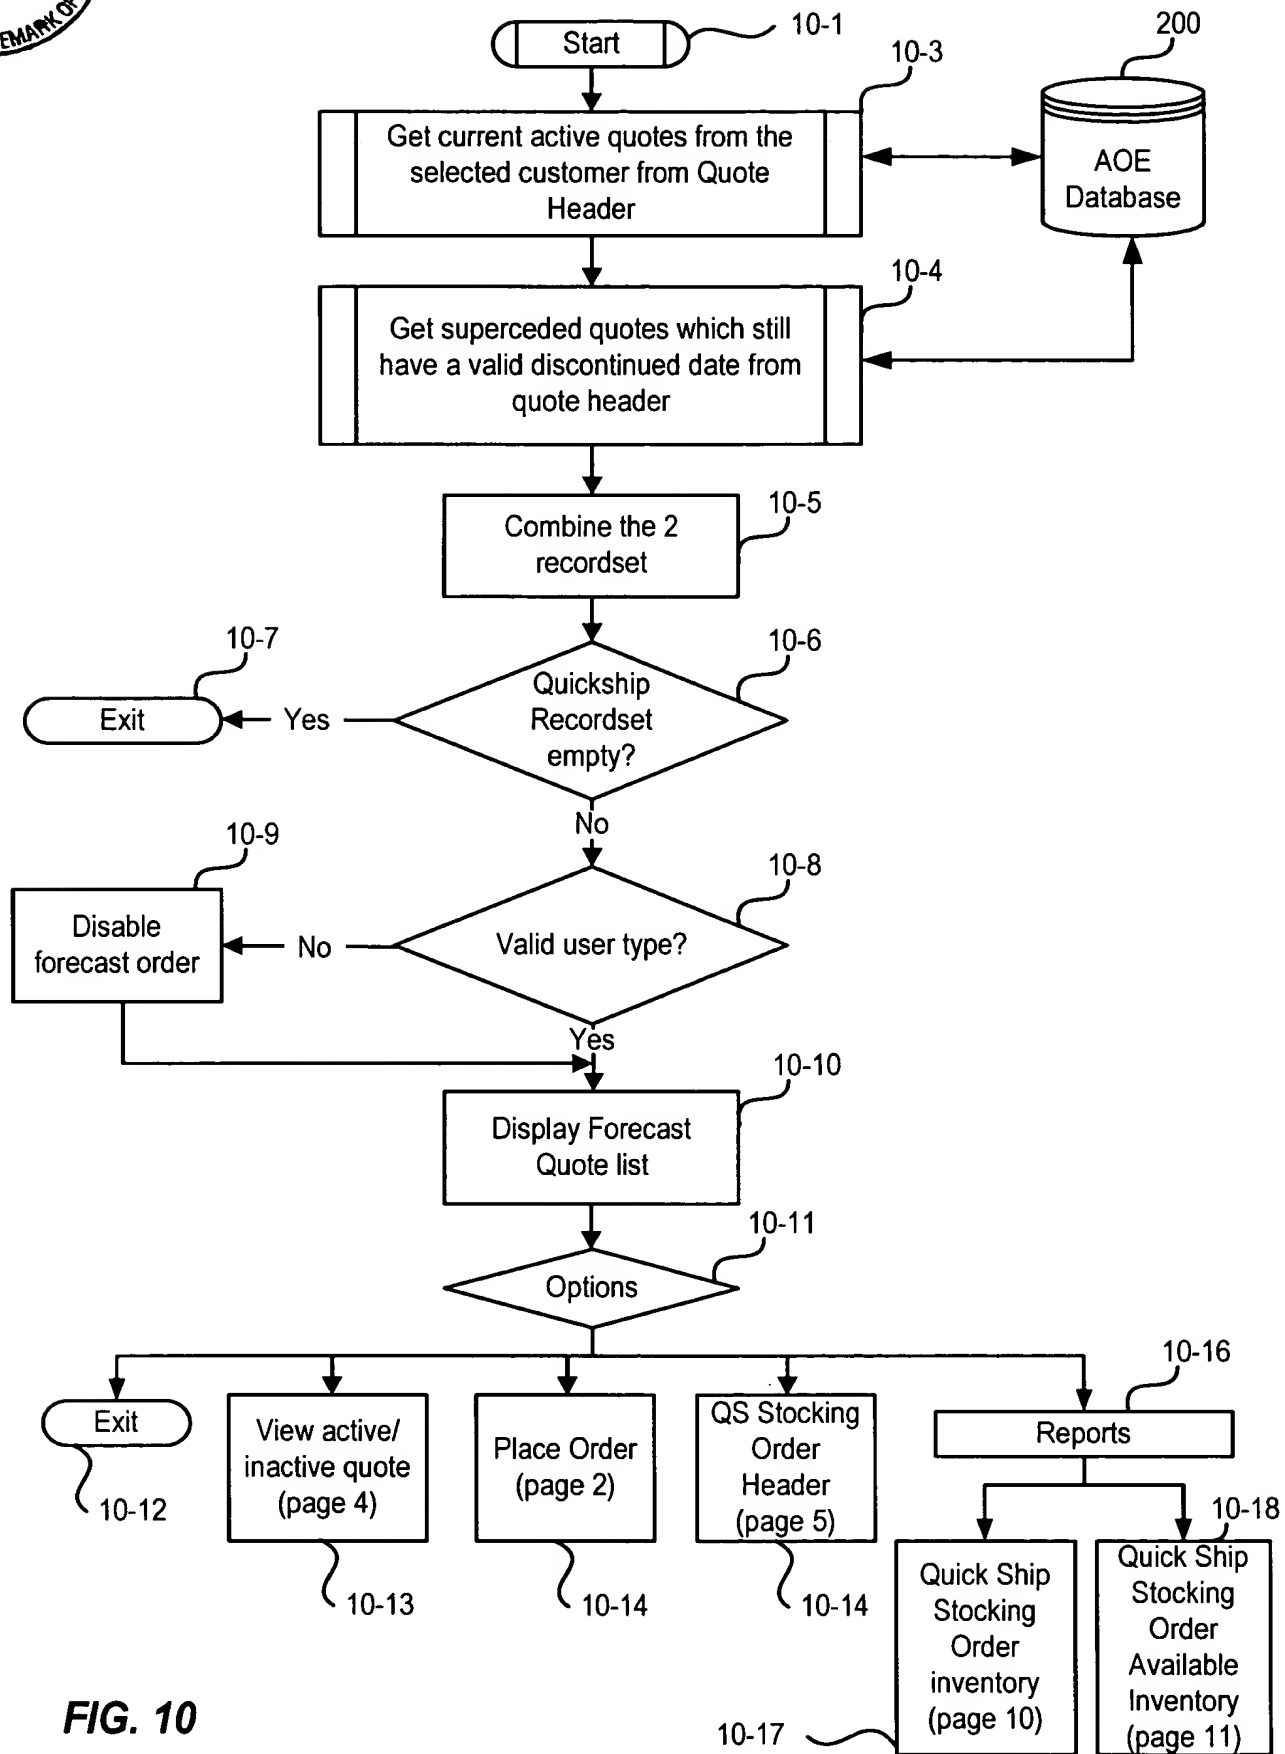 EMARK OF
Start
10-1
200
10-3
Get current active quotes from the
selected customer from Quote
Header
AOE
Database
10-4
Get superceded quotes which still
have a valid discontinued date from
quote header
10-5
Combine the 2
recordset
10-7
10-6
Exit
Yes
Quickship
Recordset
empty?
No
10-9
10-8
Disable
forecast order
No
Valid user type?
Yes
10-10
Display Forecast
Quote list
10-11
Options
10-16
Exit
View active/
inactive quote
(page 4)
Place Order
(page 2)
QS Stocking
Order
Header
(page 5)
Reports
10-12
10-13
10-14
10-14
10-18
Quick Ship
Stocking
Order
inventory
(page 10)
Quick Ship
Stocking
Order
Available
Inventory
(page 11)
10-17
FIG. 10